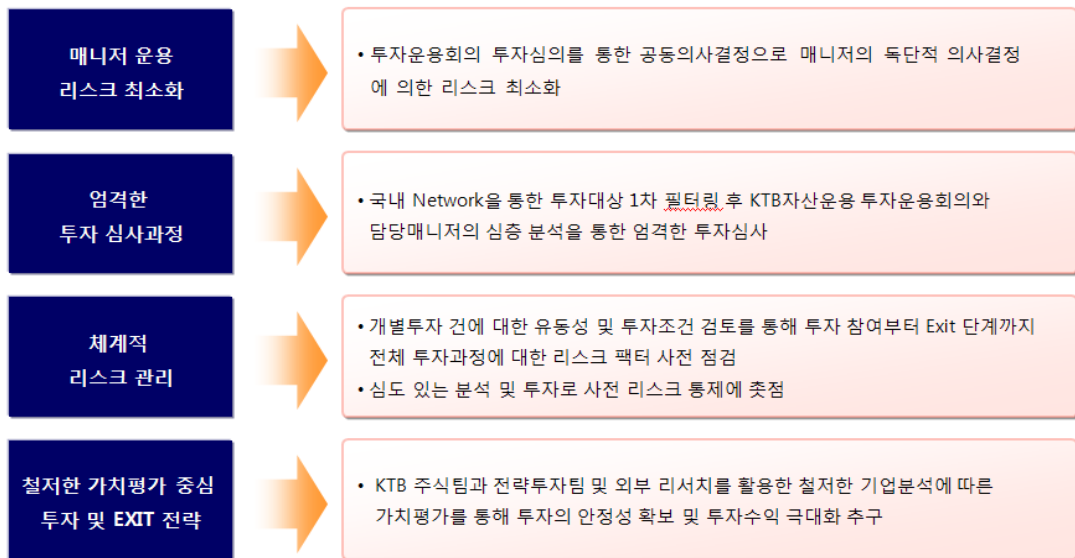 매니저 운용
리스크 최소화
• 투자운용회의 투자심의를 통한 공동의사결정으로 매니저의 독단적 의사결정
에 의한 리스크 최소화
엄격한
투자 심사과정
• 국내 Network을 통한 투자대상 1차 필터링 후 KTB자산운용 투자운용회의와
담당매니저의 심층 분석을 통한 엄격한 투자심사
체계적
리스크 관리
• 개별투자 건에 대한 유동성 및 투자조건 검토를 통해 투자 참여부터 Exit 단계까지
전체 투자과정에 대한 리스크 팩터 사전 점검
• 심도 있는 분석 및 투자로 사전 리스크 통제에 촛점
철저한 가치평가 중심
투자 및 EXIT 전략
• KTB 주식팀과 전략투자팀 및 외부 리서치를 활용한 철저한 기업분석에 따른
가치평가를 통해 투자의 안정성 확보 및 투자수익 극대화 추구